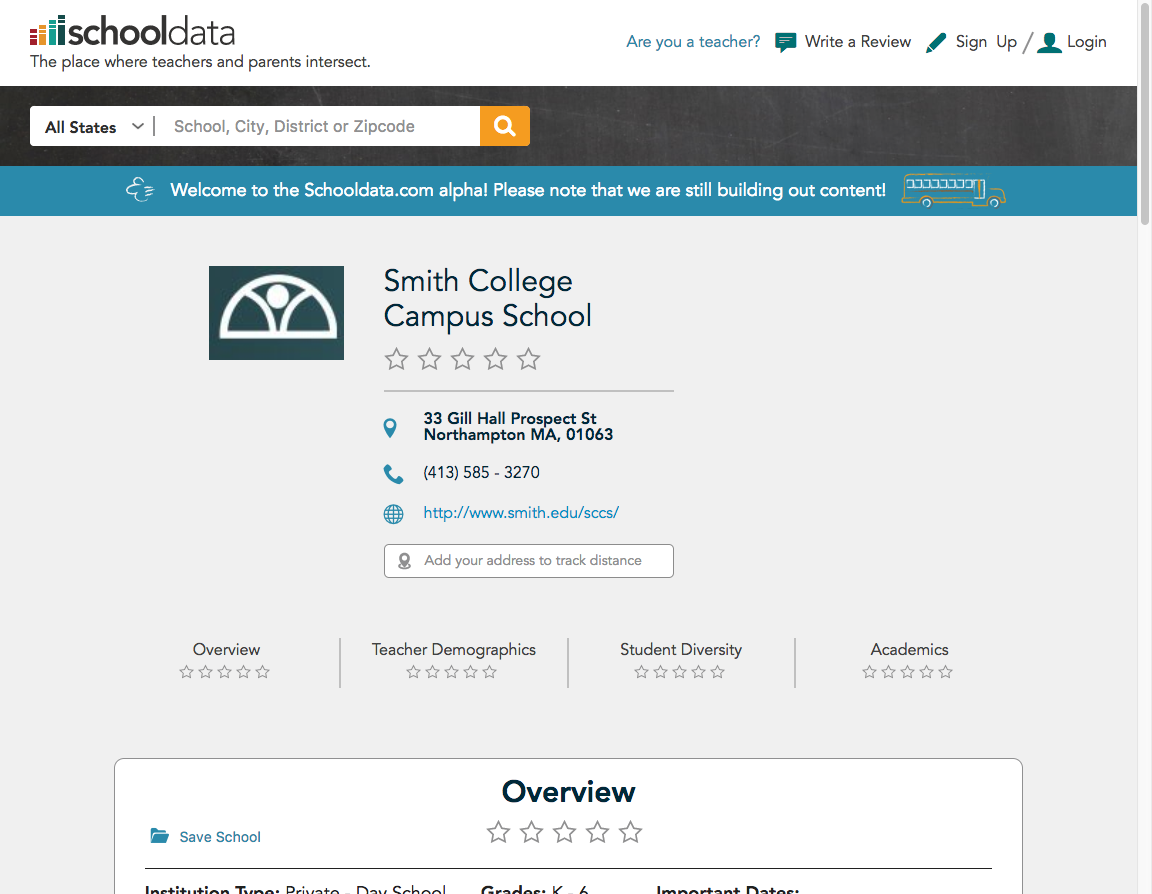 schooldata
The place where teachers and parents intersect.
Are you a teacher? Write a Review Sign Up / Login
All States School, City, District or Zipcode
Welcome to the Schooldata.com alpha! Please note that we are still building out content!
Smith College
Campus School
33 Gill Hall Prospect St
Northampton MA, 01063
(413) 585 - 3270
http://www.smith.edu/sccs/
Add your address to track distance
Overview Teacher Demographics Student Diversity Academics
Overview
Save School
Institution Type: Private - Day School Grades: K - 6 Important Dates: